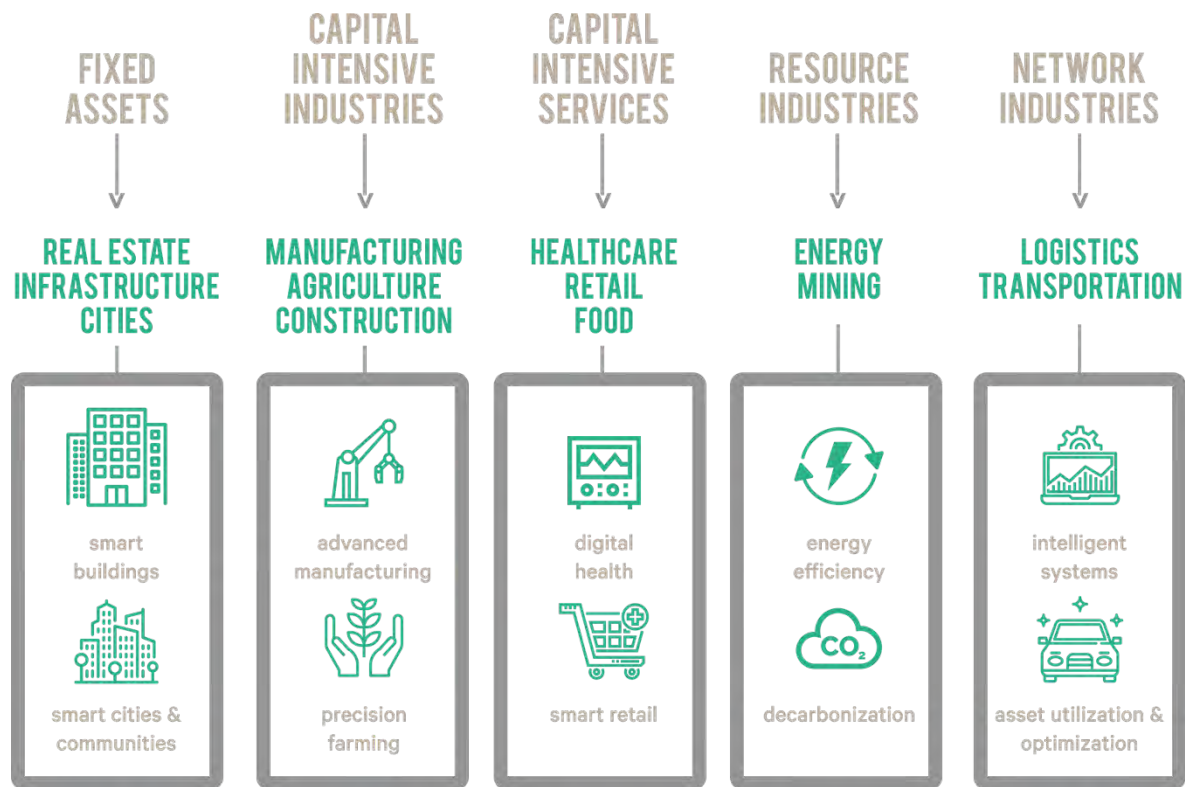 FIXED
ASSETS
CAPITAL
INTENSIVE
INDUSTRIES
CAPITAL
INTENSIVE
SERVICES
RESOURCE
INDUSTRIES
NETWORK
INDUSTRIES
REAL ESTATE
INFRASTRUCTURE
CITIES
MANUFACTURING
AGRICULTURE
CONSTRUCTION
HEALTHCARE
RETAIL
FOOD
ENERGY
MINING
LOGISTICS
TRANSPORTATION
smart
buildings
smart cities &
communities
advanced
manufacturing
precision
farming
digital
health
smart retail
energy
efficiency
CO₂
decarbonization
intelligent
systems
asset utilization &
optimization